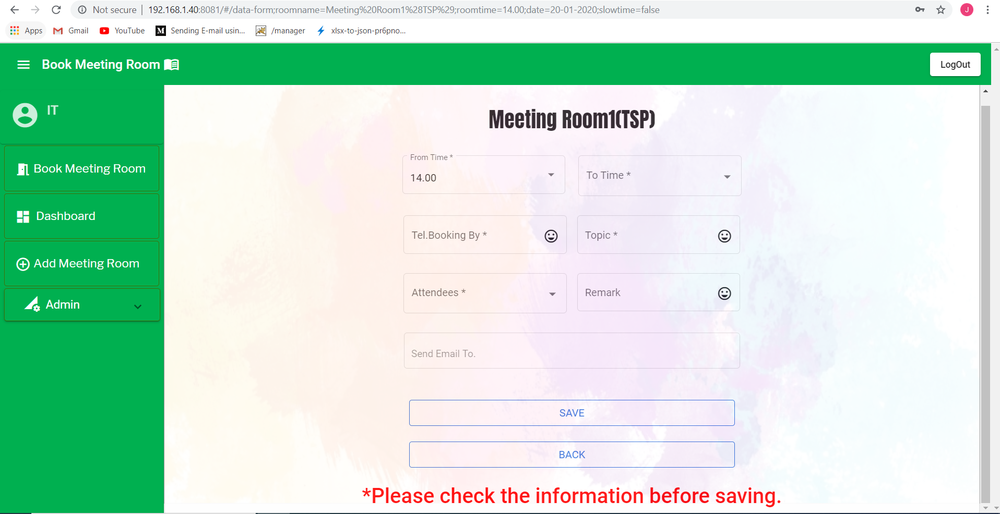 Not secure | 192.168.1.40:8081/#/data-form;roomname=Meeting%20Room1%28TSP%29;roomtime=14.00;date=20-01-2020;slowtime=false
J
Apps Gmail YouTube M Sending E-mail usin... /manager xlsx-to-json-pr6pno...
Book Meeting Room
LogOut
IT
Book Meeting Room
Dashboard
Add Meeting Room
Admin
Meeting Room1(TSP)
From Time *
14.00
To Time *
Tel.Booking By *
Topic *
Attendees *
Remark
Send Email To.
SAVE
BACK
*Please check the information before saving.